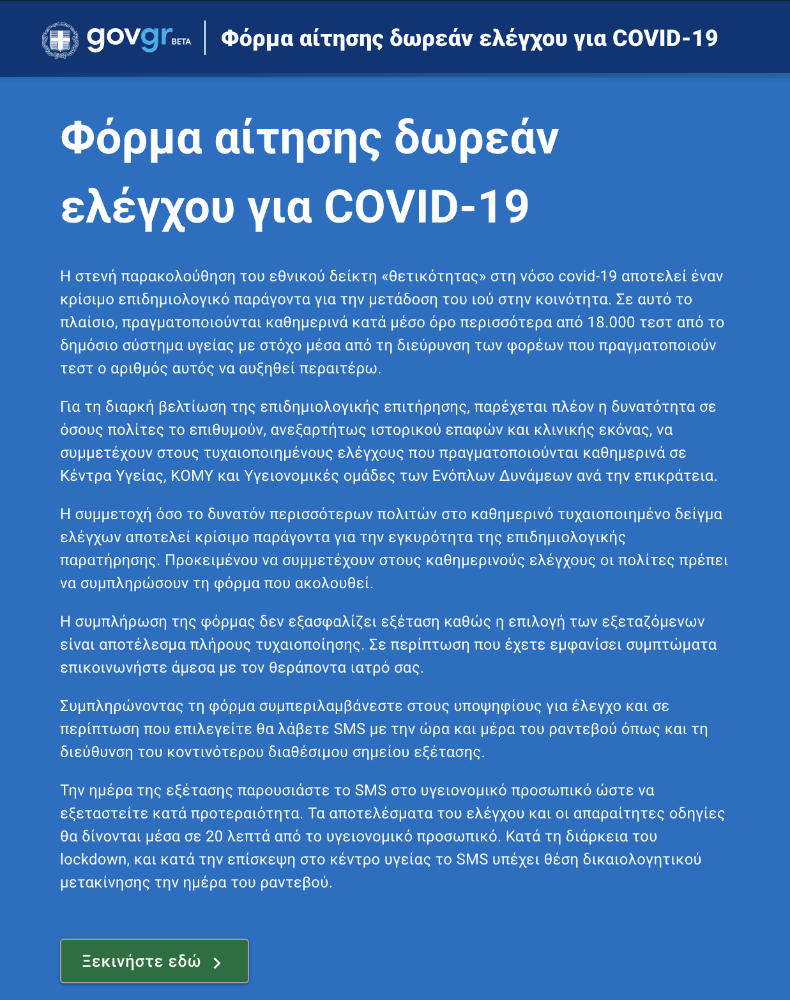 govgr BETA
Φόρμα αίτησης δωρεάν ελέγχου για COVID-19
Φόρμα αίτησης δωρεάν
ελέγχου για COVID-19
Η στενή παρακολούθηση του εθνικού δείκτη «θετικότητας» στη νόσο covid-19 αποτελεί έναν
κρίσιμο επιδημιολογικό παράγοντα για την μετάδοση του ιού στην κοινότητα. Σε αυτό το
πλαίσιο, πραγματοποιούνται καθημερινά κατά μέσο όρο περισσότερα από 18.000 τεστ από το
δημόσιο σύστημα υγείας με στόχο μέσα από τη διεύρυνση των φορέων που πραγματοποιούν
τεστ ο αριθμός αυτός να αυξηθεί περαιτέρω.
Για τη διαρκή βελτίωση της επιδημιολογικής επιτήρησης, παρέχεται πλέον η δυνατότητα σε
όσους πολίτες το επιθυμούν, ανεξαρτήτως ιστορικού επαφών και κλινικής εκόνας, να
συμμετέχουν στους τυχαιοποιημένους ελέγχους που πραγματοποιούνται καθημερινά σε
Κέντρα Υγείας, ΚΟΜΥ και Υγειονομικές ομάδες των Ενόπλων Δυνάμεων ανά την επικράτεια.
Η συμμετοχή όσο το δυνατόν περισσότερων πολιτών στο καθημερινό τυχαιοποιημένο δείγμα
ελέγχων αποτελεί κρίσιμο παράγοντα για την εγκυρότητα της επιδημιολογικής
παρατήρησης. Προκειμένου να συμμετέχουν στους καθημερινούς ελέγχους οι πολίτες πρέπει
να συμπληρώσουν τη φόρμα που ακολουθεί.
Η συμπλήρωση της φόρμας δεν εξασφαλίζει εξέταση καθώς η επιλογή των εξεταζόμενων
είναι αποτέλεσμα πλήρους τυχαιοποίησης. Σε περίπτωση που έχετε εμφανίσει συμπτώματα
επικοινωνήστε άμεσα με τον θεράποντα ιατρό σας.
Συμπληρώνοντας τη φόρμα συμπεριλαμβάνεστε στους υποψηφίους για έλεγχο και σε
περίπτωση που επιλεγείτε θα λάβετε SMS με την ώρα και μέρα του ραντεβού όπως και τη
διεύθυνση του κοντινότερου διαθέσιμου σημείου εξέτασης.
Την ημέρα της εξέτασης παρουσιάστε το SMS στο υγειονομικό προσωπικό ώστε να
εξεταστείτε κατά προτεραιότητα. Τα αποτελέσματα του ελέγχου και οι απαραίτητες οδηγίες
θα δίνονται μέσα σε 20 λεπτά από το υγειονομικό προσωπικό. Κατά τη διάρκεια του
lockdown, και κατά την επίσκεψη στο κέντρο υγείας το SMS υπέχει θέση δικαιολογητικού
μετακίνησης την ημέρα του ραντεβού.
Ξεκινήστε εδώ